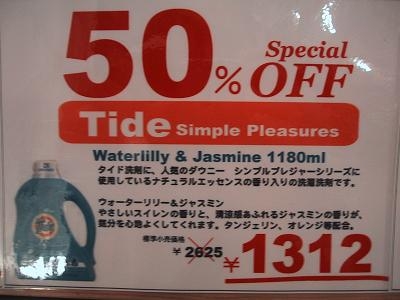 50% Special OFF
Tide Simple Pleasures
Waterlilly & Jasmine 1180ml
タイド洗剤に、人気のダウニー　シンプルプレジャーシリーズに
使用しているナチュラルエッセンスの香り入りの洗濯洗剤です。
ウォーターリリー&ジャスミン
やさしいスイレンの香りと、清涼感あふれるジャスミンの香りが、
気分を心地よくしてくれます。タンジェリン、オレンジ等配合。
標準小売価格
¥ 2625
¥1312